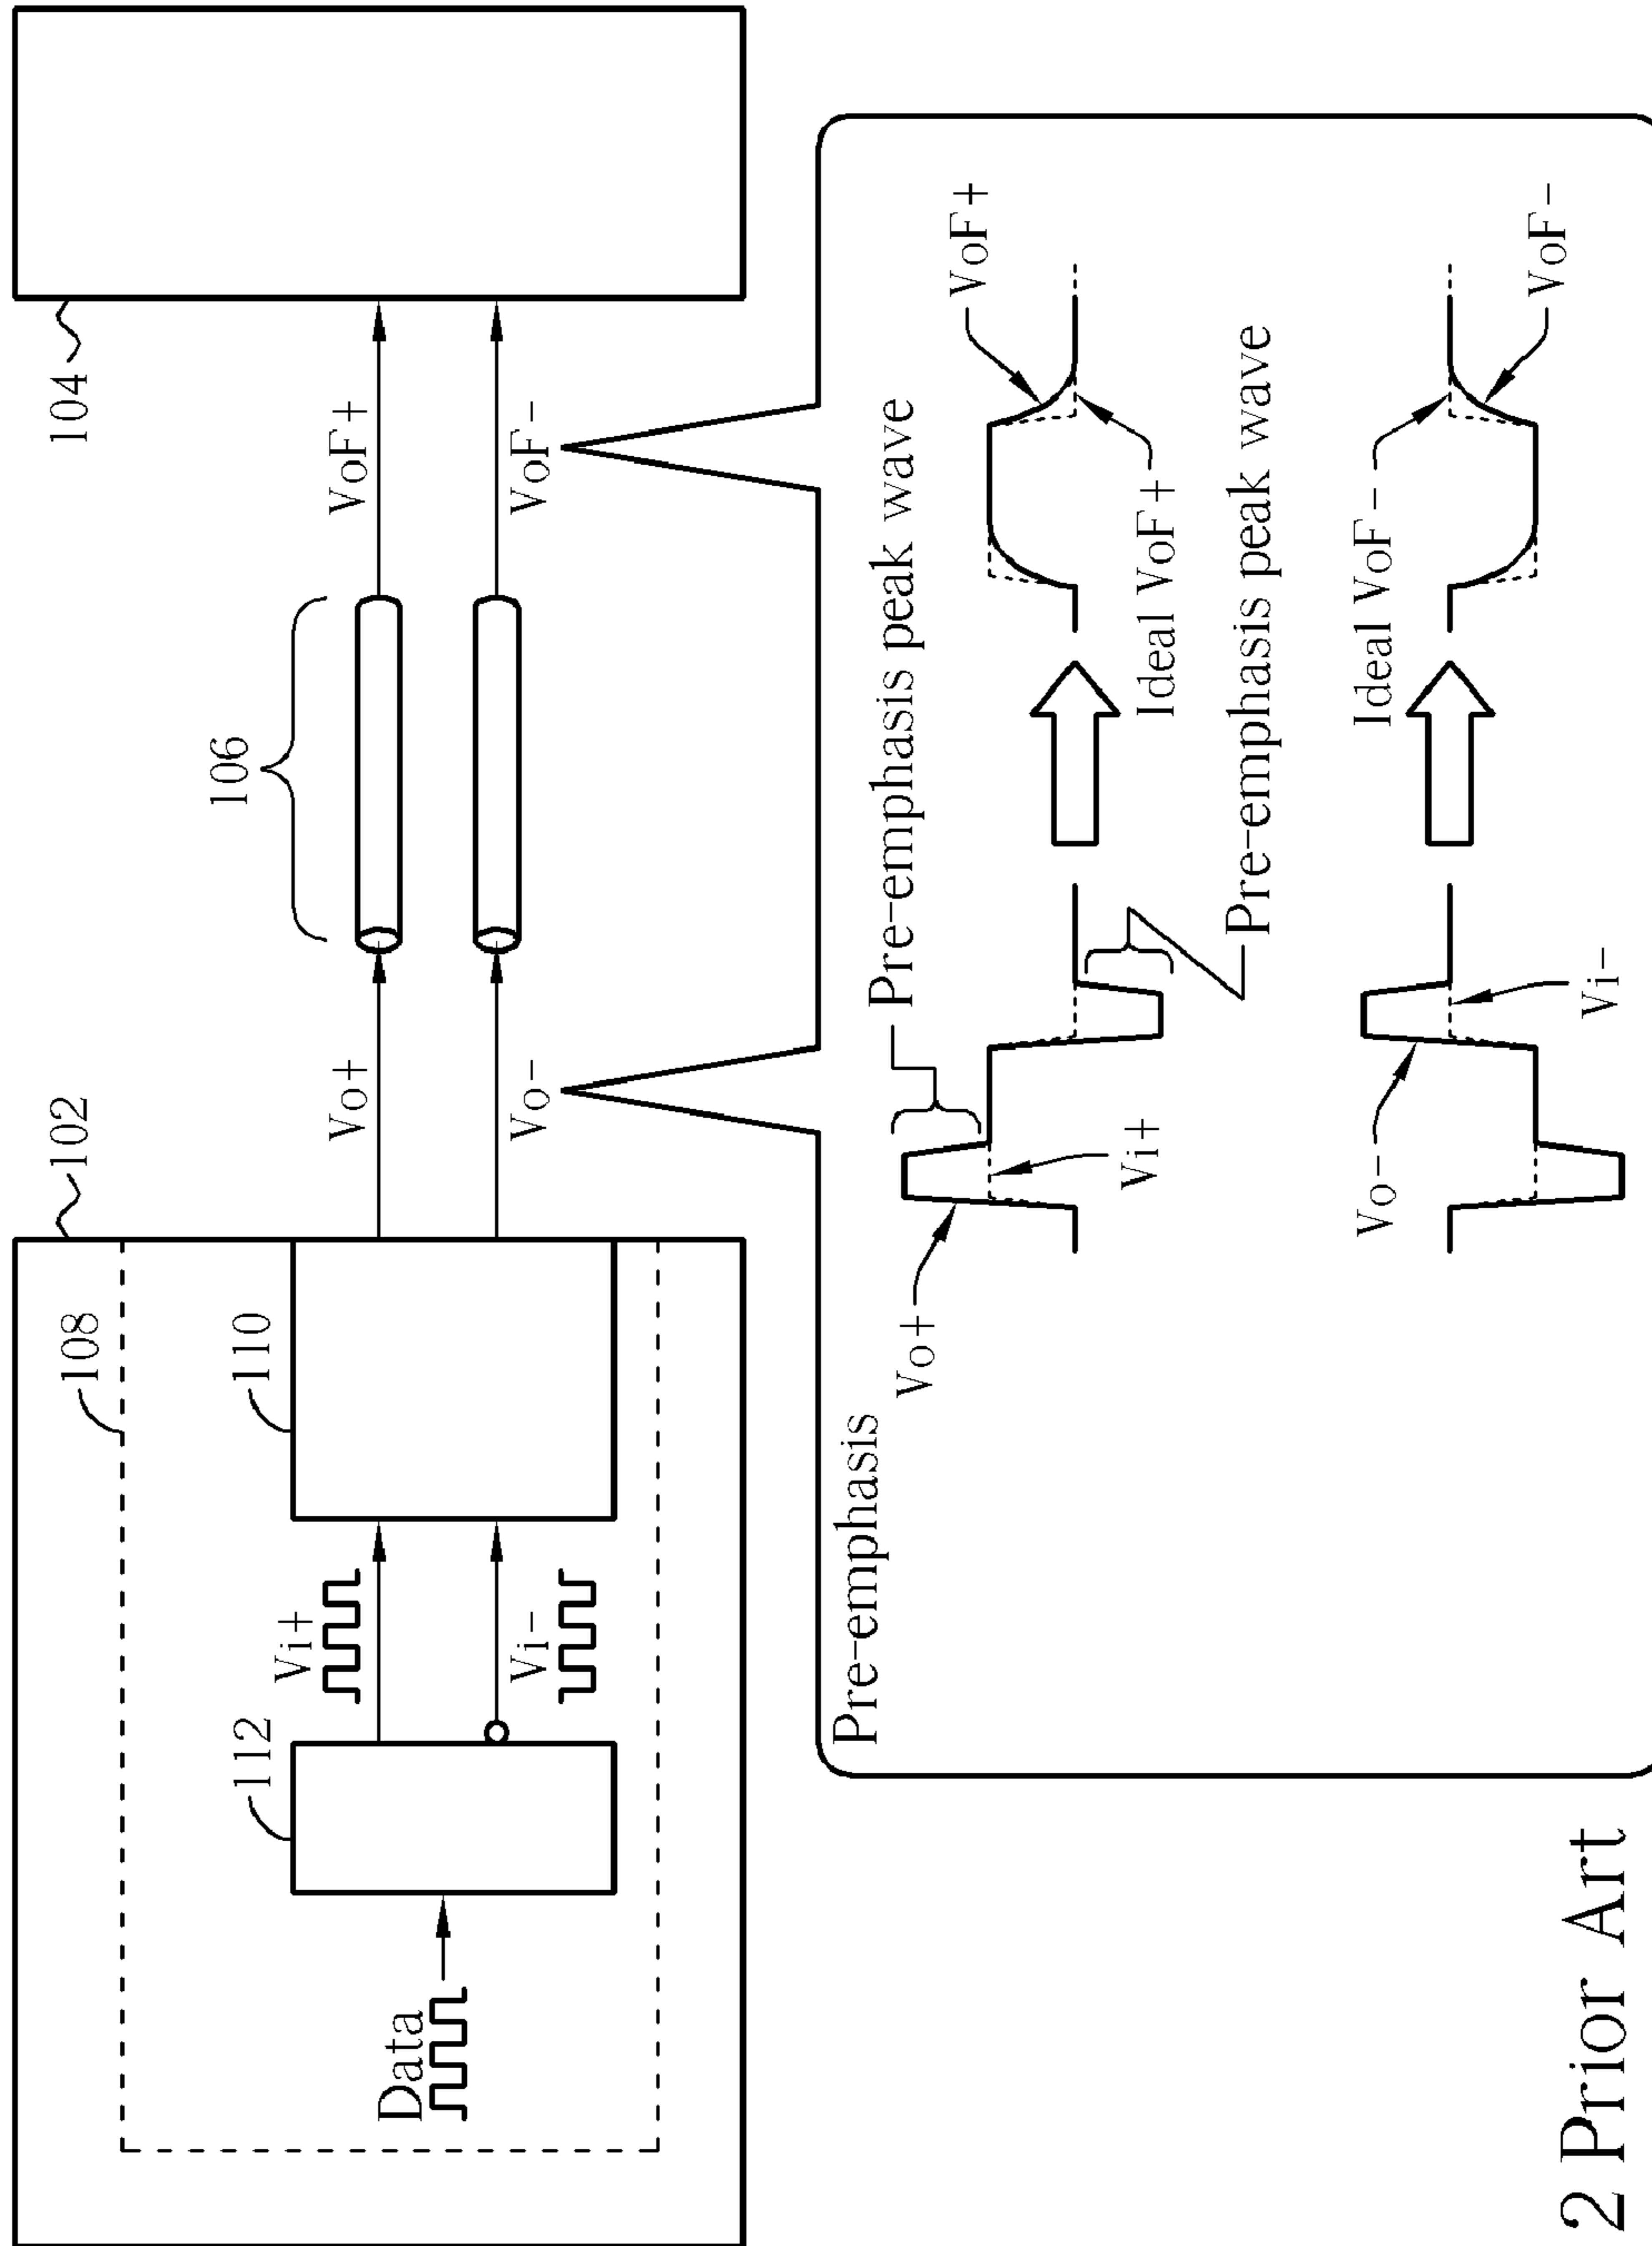 102
104
108
106
110
112
Vi+
Vo+
VoF+
Data
Vi-
Vo-
VoF-
Pre-emphasis
Pre-emphasis peak wave
Vo+
VoF+
Vi+
Ideal VoF+
Pre-emphasis peak wave
Ideal VoF-
Vo-
VoF-
Vi-
2 Prior Art